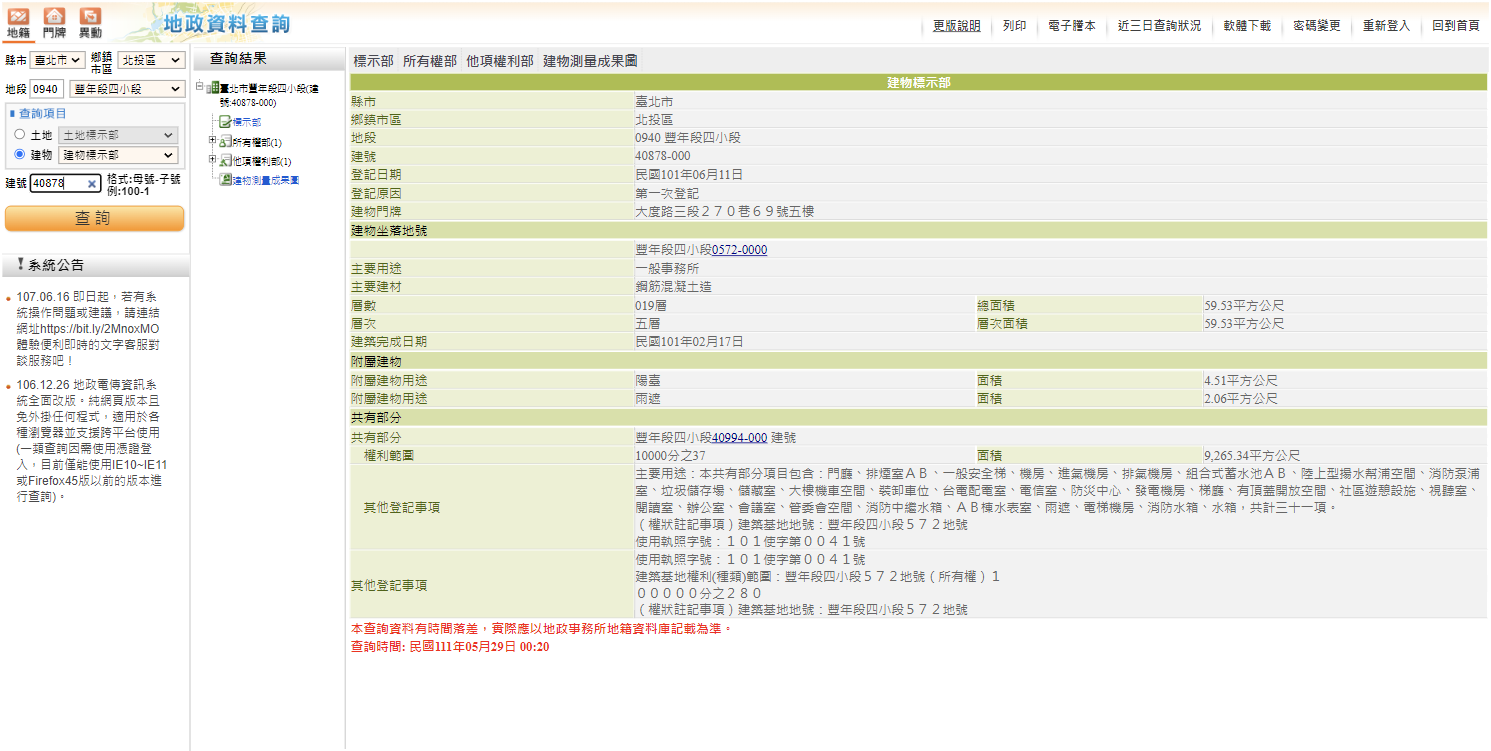 地籍 門牌 異動 地政資料查詢
更版說明 列印 電子謄本 近三日查詢狀況 軟體下載 密碼變更 重新登入 回到首頁
縣市 臺北市 鄉鎮市區 北投區
地段 0940 豐年段四小段
查詢項目
土地 土地標示部
建物 建物標示部
建號 40878 格式:母號-子號
例:100-1
查詢
系統公告
107.06.16 即日起，若有系
統操作問題或建議，請連結
網址https://bit.ly/2MnoxMO
體驗便利即時的文字客服對
談服務吧！
106.12.26 地政電傳資訊系
統全面改版。純網頁版本且
免外掛任何程式，適用於各
種瀏覽器並支援跨平台使用
(一類查詢因需使用憑證登
入，目前僅能使用IE10~IE11
或Firefox45版以前的版本進
行查詢)。
查詢結果
臺北市豐年段四小段(建
號:40878-000)
標示部
所有權部(1)
他項權利部(1)
建物測量成果圖
標示部 所有權部 他項權利部 建物測量成果圖
建物標示部
縣市 臺北市
鄉鎮市區 北投區
地段 0940 豐年段四小段
建號 40878-000
登記日期 民國101年06月11日
登記原因 第一次登記
建物門牌 大度路三段２７０巷６９號五樓
建物坐落地號
豐年段四小段0572-0000
主要用途 一般事務所
主要建材 鋼筋混凝土造
層數 019層 總面積 59.53平方公尺
層次 五層 層次面積 59.53平方公尺
建築完成日期 民國101年02月17日
附屬建物
附屬建物用途 陽臺 面積 4.51平方公尺
附屬建物用途 雨遮 面積 2.06平方公尺
共有部分
共有部分 豐年段四小段40994-000 建號
權利範圍 10000分之37 面積 9,265.34平方公尺
其他登記事項
主要用途：本共有部分項目包含：門廳、排煙室ＡＢ、一般安全梯、機房、進氣機房、排氣機房、組合式蓄水池ＡＢ、陸上型揚水幫浦空間、消防泵浦
室、垃圾儲存場、儲藏室、大樓機車空間、裝卸車位、台電配電室、電信室、防災中心、發電機房、梯廳、有頂蓋開放空間、社區遊憩設施、視聽室、
閱讀室、辦公室、會議室、管委會空間、消防中繼水箱、ＡＢ棟水表室、雨遮、電梯機房、消防水箱、水箱，共計三十一項。
（權狀註記事項）建築基地地號：豐年段四小段５７２地號
使用執照字號：１０１使字第００４１號
其他登記事項
使用執照字號：１０１使字第００４１號
建築基地權利(種類)範圍：豐年段四小段５７２地號（所有權）１
０００００分之２８０
（權狀註記事項）建築基地地號：豐年段四小段５７２地號
本查詢資料有時間落差，實際應以地政事務所地籍資料庫記載為準。
查詢時間: 民國111年05月29日 00:20